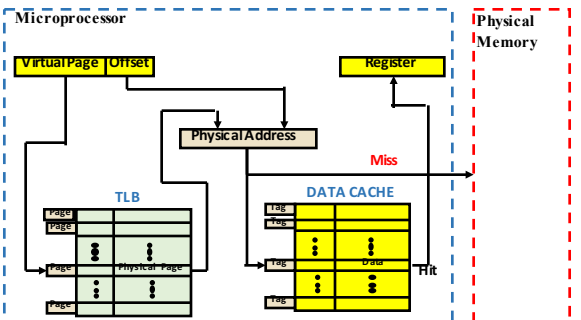 Microprocessor
Physical
Memory
Virtual Page Offset
Register
Physical Address
Miss
TLB
DATA CACHE
Page
Tag
Page
Tag
Page Physical Page
Tag Data
Hit
Page
Tag